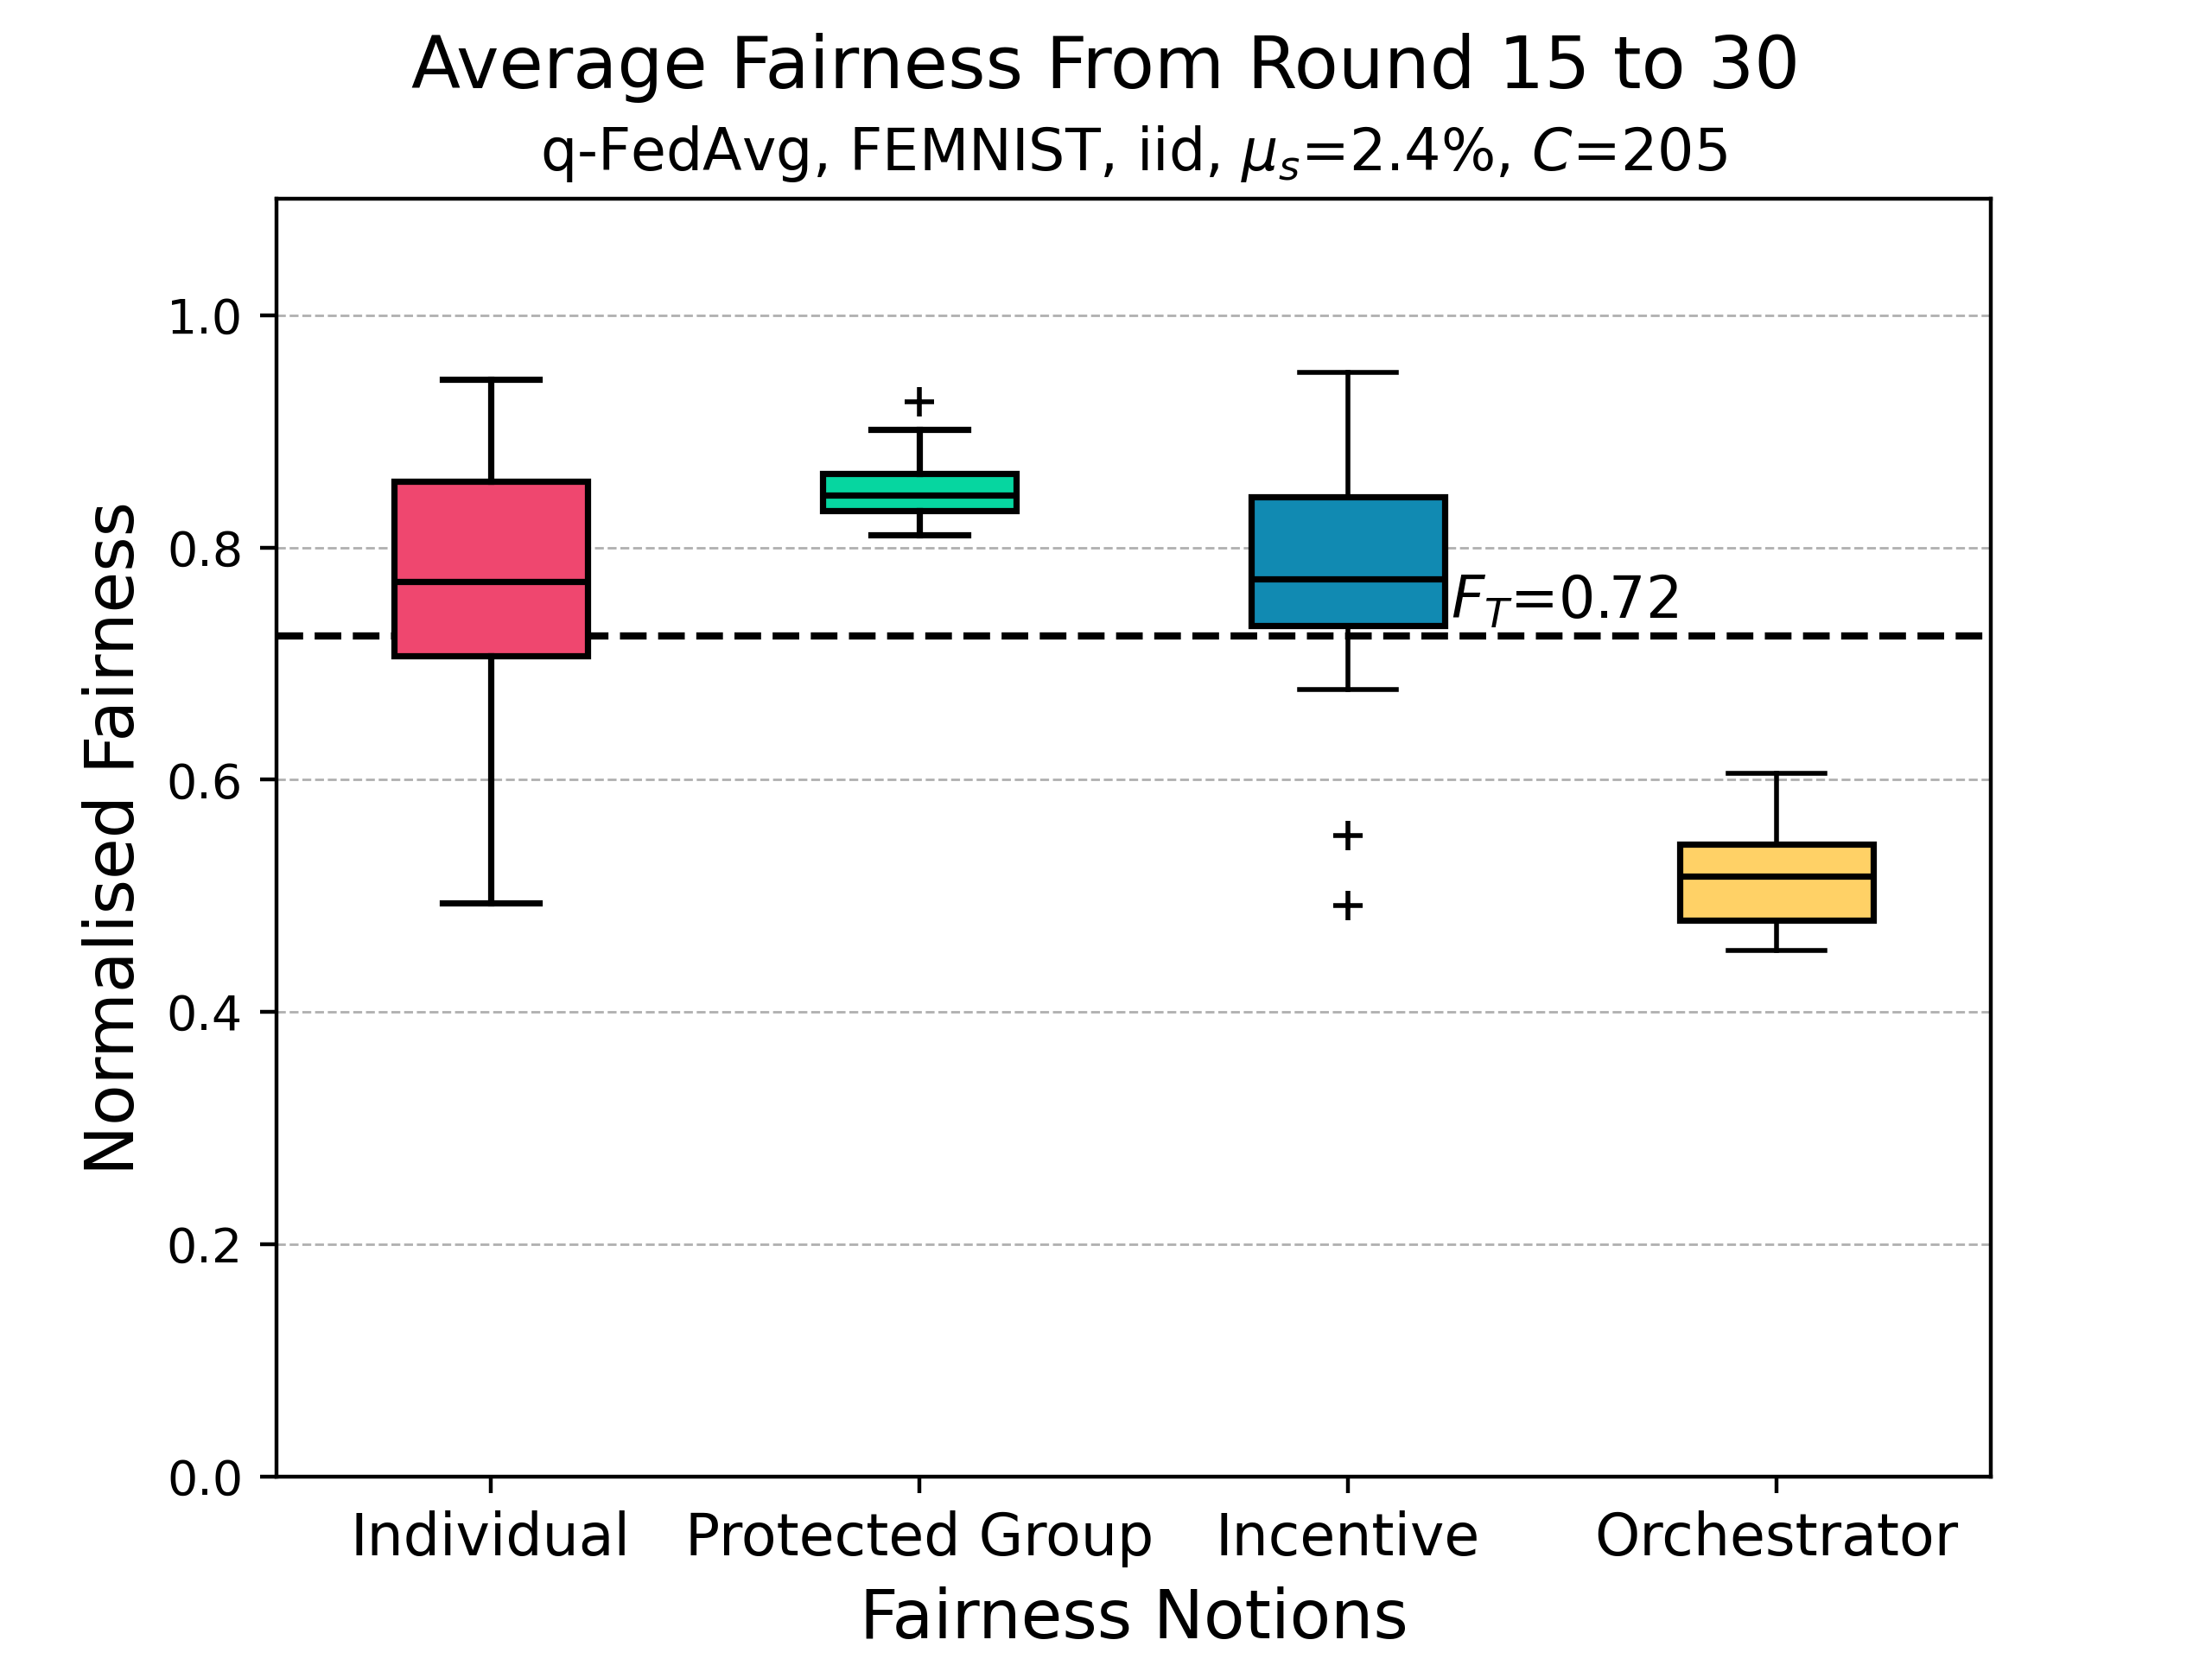 Average Fairness From Round 15 to 30
q-FedAvg, FEMNIST, iid, μₛ=2.4%, C=205
Normalised Fairness
1.0
0.8
0.6
0.4
0.2
0.0
F_T=0.72
Individual Protected Group Incentive Orchestrator
Fairness Notions